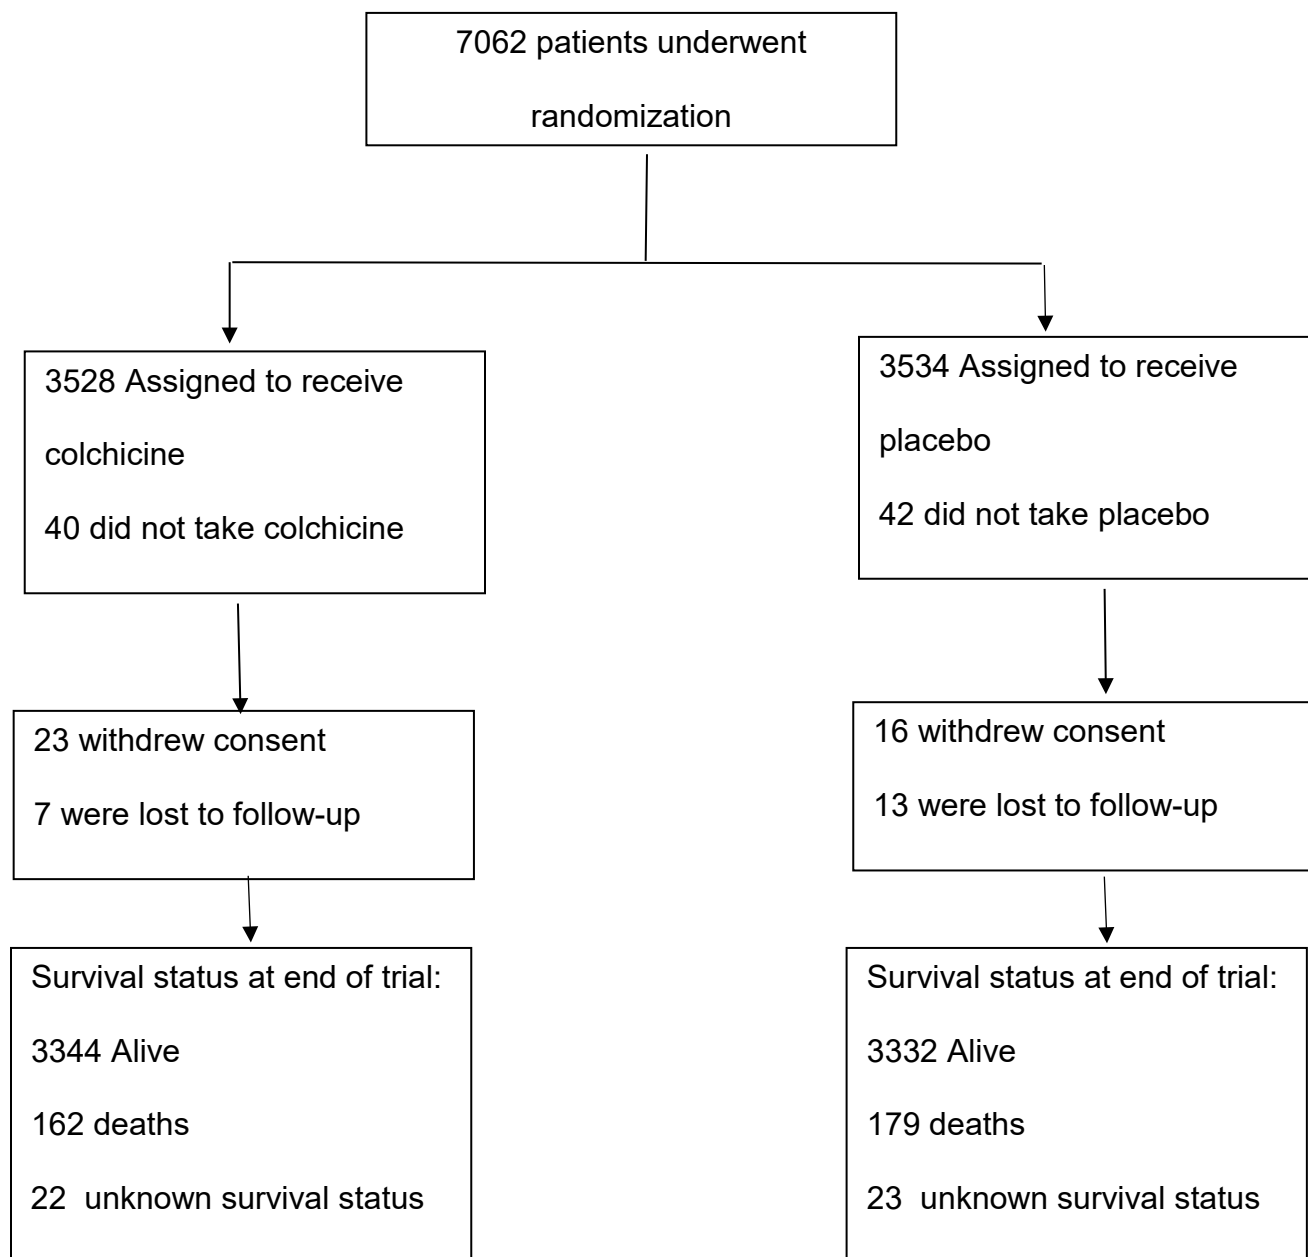 7062 patients underwent
randomization
3528 Assigned to receive
colchicine
40 did not take colchicine
3534 Assigned to receive
placebo
42 did not take placebo
23 withdrew consent
7 were lost to follow-up
16 withdrew consent
13 were lost to follow-up
Survival status at end of trial:
3344 Alive
162 deaths
22 unknown survival status
Survival status at end of trial:
3332 Alive
179 deaths
23 unknown survival status